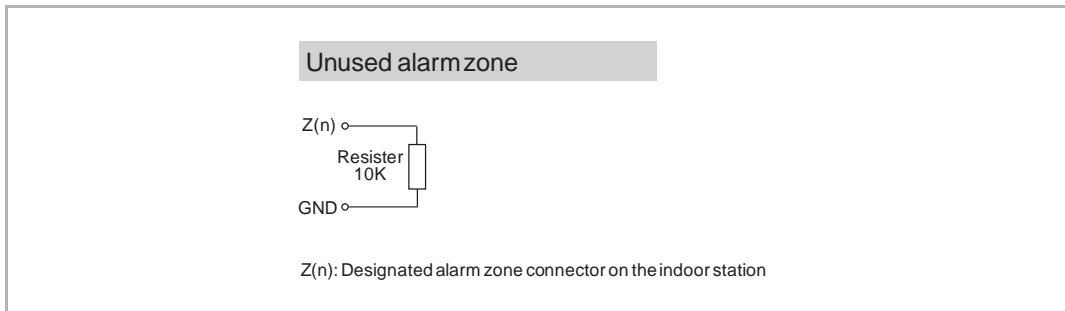 Unused alarm zone
Z(n)
Resister
10K
GND
Z(n): Designated alarm zone connector on the indoor station